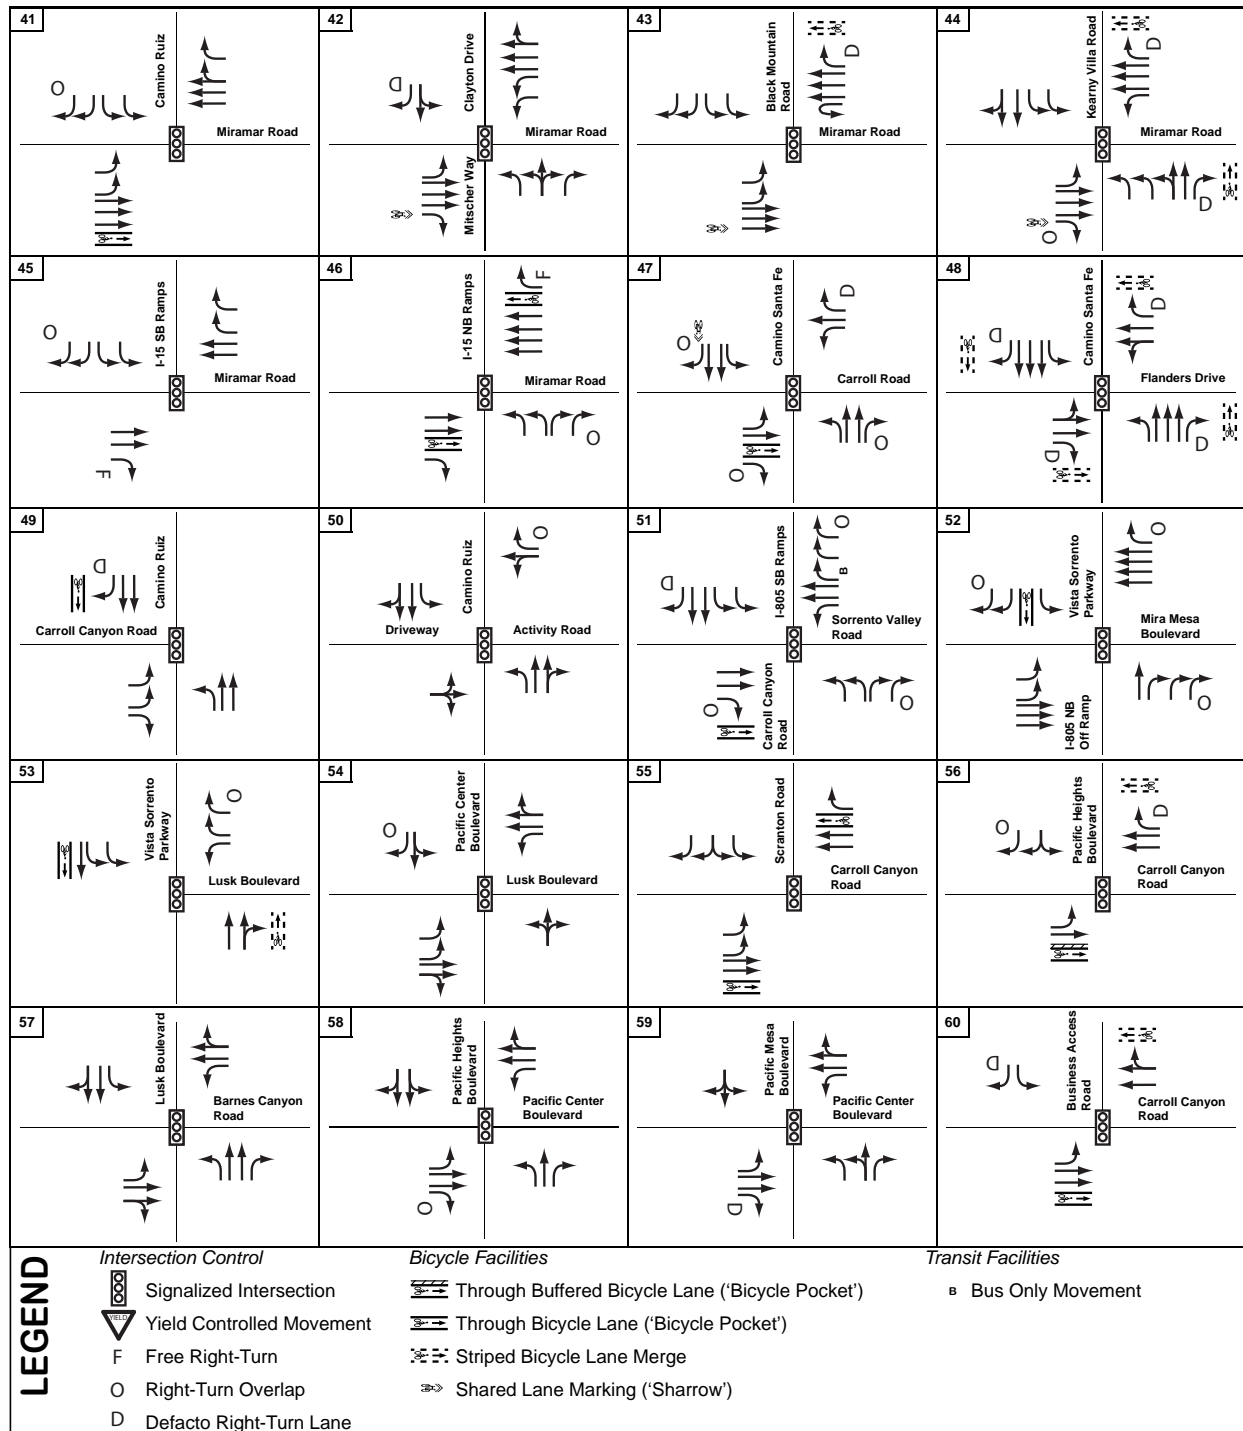 41
Camino Ruiz
O
Miramar Road
42
Clayton Drive
D
Miramar Road
Mitscher Way
43
Black Mountain
Road
D
Miramar Road
44
Kearny Villa Road
D
Miramar Road
D
O
45
I-15 SB Ramps
O
Miramar Road
F
46
I-15 NB Ramps
F
Miramar Road
O
47
Camino Santa Fe
D
O
Carroll Road
O
O
48
Camino Santa Fe
D
D
Flanders Drive
D
D
49
Camino Ruiz
D
Carroll Canyon Road
50
Camino Ruiz
O
Driveway
Activity Road
51
I-805 SB Ramps
O
D
B
Sorrento Valley
Road
Carroll Canyon
Road
O
O
52
Vista Sorrento
Parkway
O
O
Mira Mesa
Boulevard
I-805 NB
Off Ramp
O
53
Vista Sorrento
Parkway
O
Lusk Boulevard
54
Pacific Center
Boulevard
O
Lusk Boulevard
55
Scranton Road
Carroll Canyon
Road
56
Pacific Heights
Boulevard
O
D
Carroll Canyon
Road
57
Lusk Boulevard
Barnes Canyon
Road
58
Pacific Heights
Boulevard
Pacific Center
Boulevard
O
59
Pacific Mesa
Boulevard
Pacific Center
Boulevard
D
60
Business Access
Road
D
Carroll Canyon
Road
LEGEND
Intersection Control
Signalized Intersection
YIELD
Yield Controlled Movement
F Free Right-Turn
O Right-Turn Overlap
D Defacto Right-Turn Lane
Bicycle Facilities
Through Buffered Bicycle Lane ('Bicycle Pocket')
Through Bicycle Lane ('Bicycle Pocket')
Striped Bicycle Lane Merge
Shared Lane Marking ('Sharrow')
Transit Facilities
B Bus Only Movement